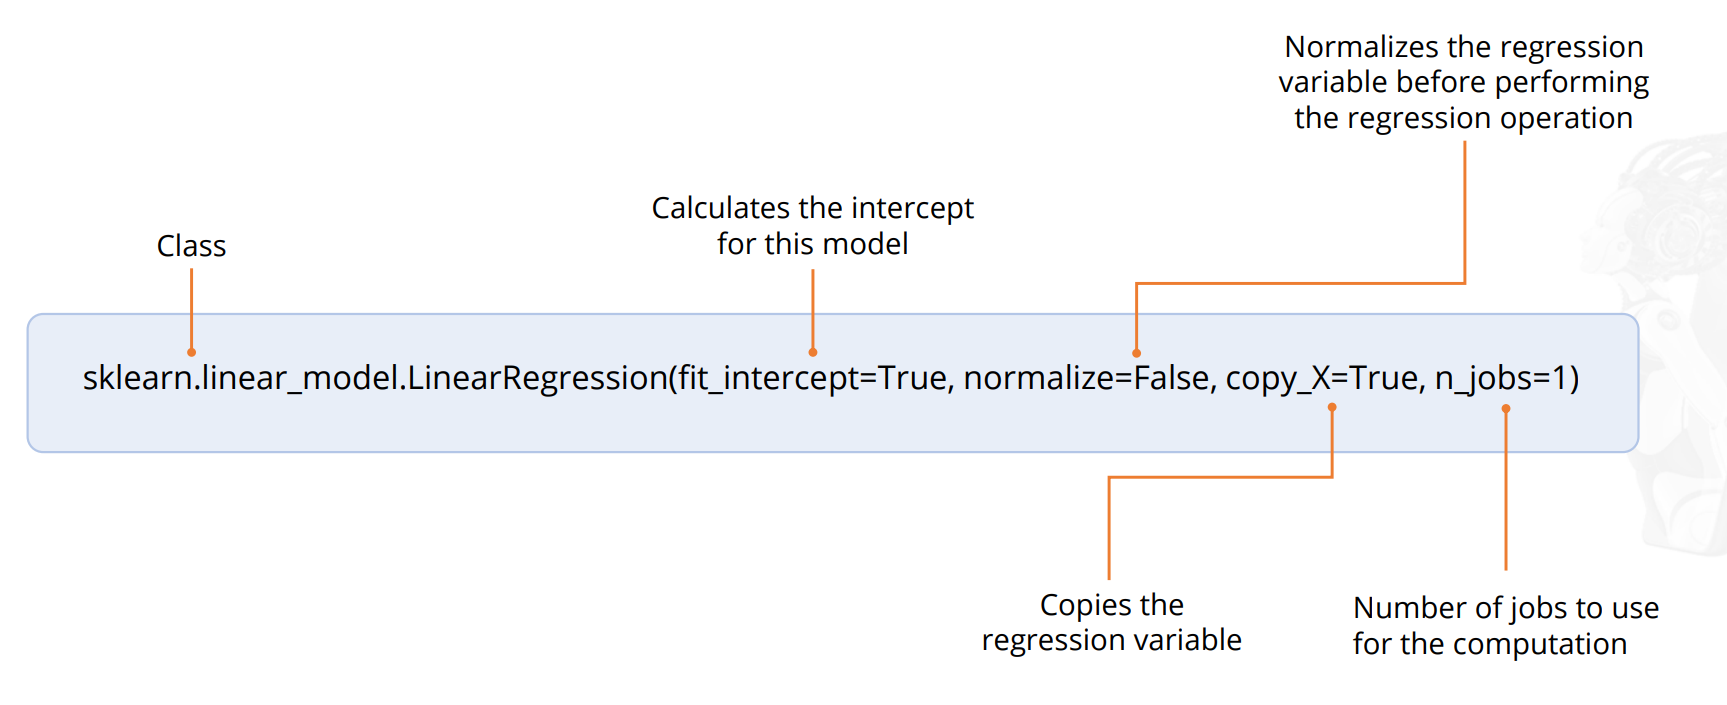 Normalizes the regression
variable before performing
the regression operation
Calculates the intercept
for this model
Class
sklearn.linear_model.LinearRegression(fit_intercept=True, normalize=False, copy_X=True, n_jobs=1)
Copies the
regression variable
Number of jobs to use
for the computation